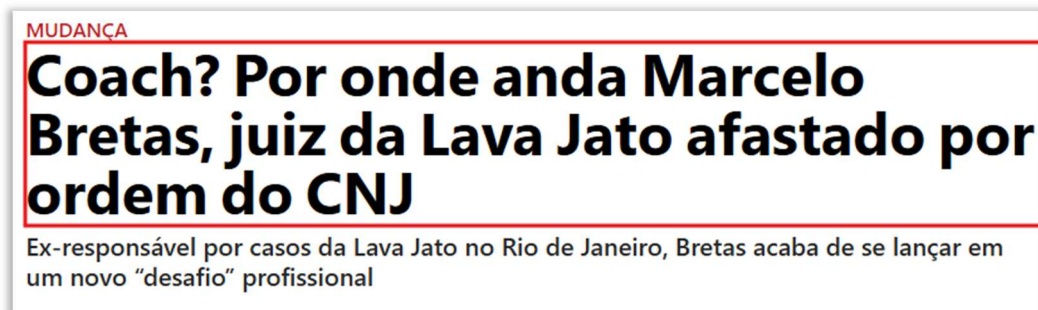 MUDANÇA
Coach? Por onde anda Marcelo
Bretas, juiz da Lava Jato afastado por
ordem do CNJ
Ex-responsável por casos da Lava Jato no Rio de Janeiro, Bretas acaba de se lançar em
um novo “desafio” profissional